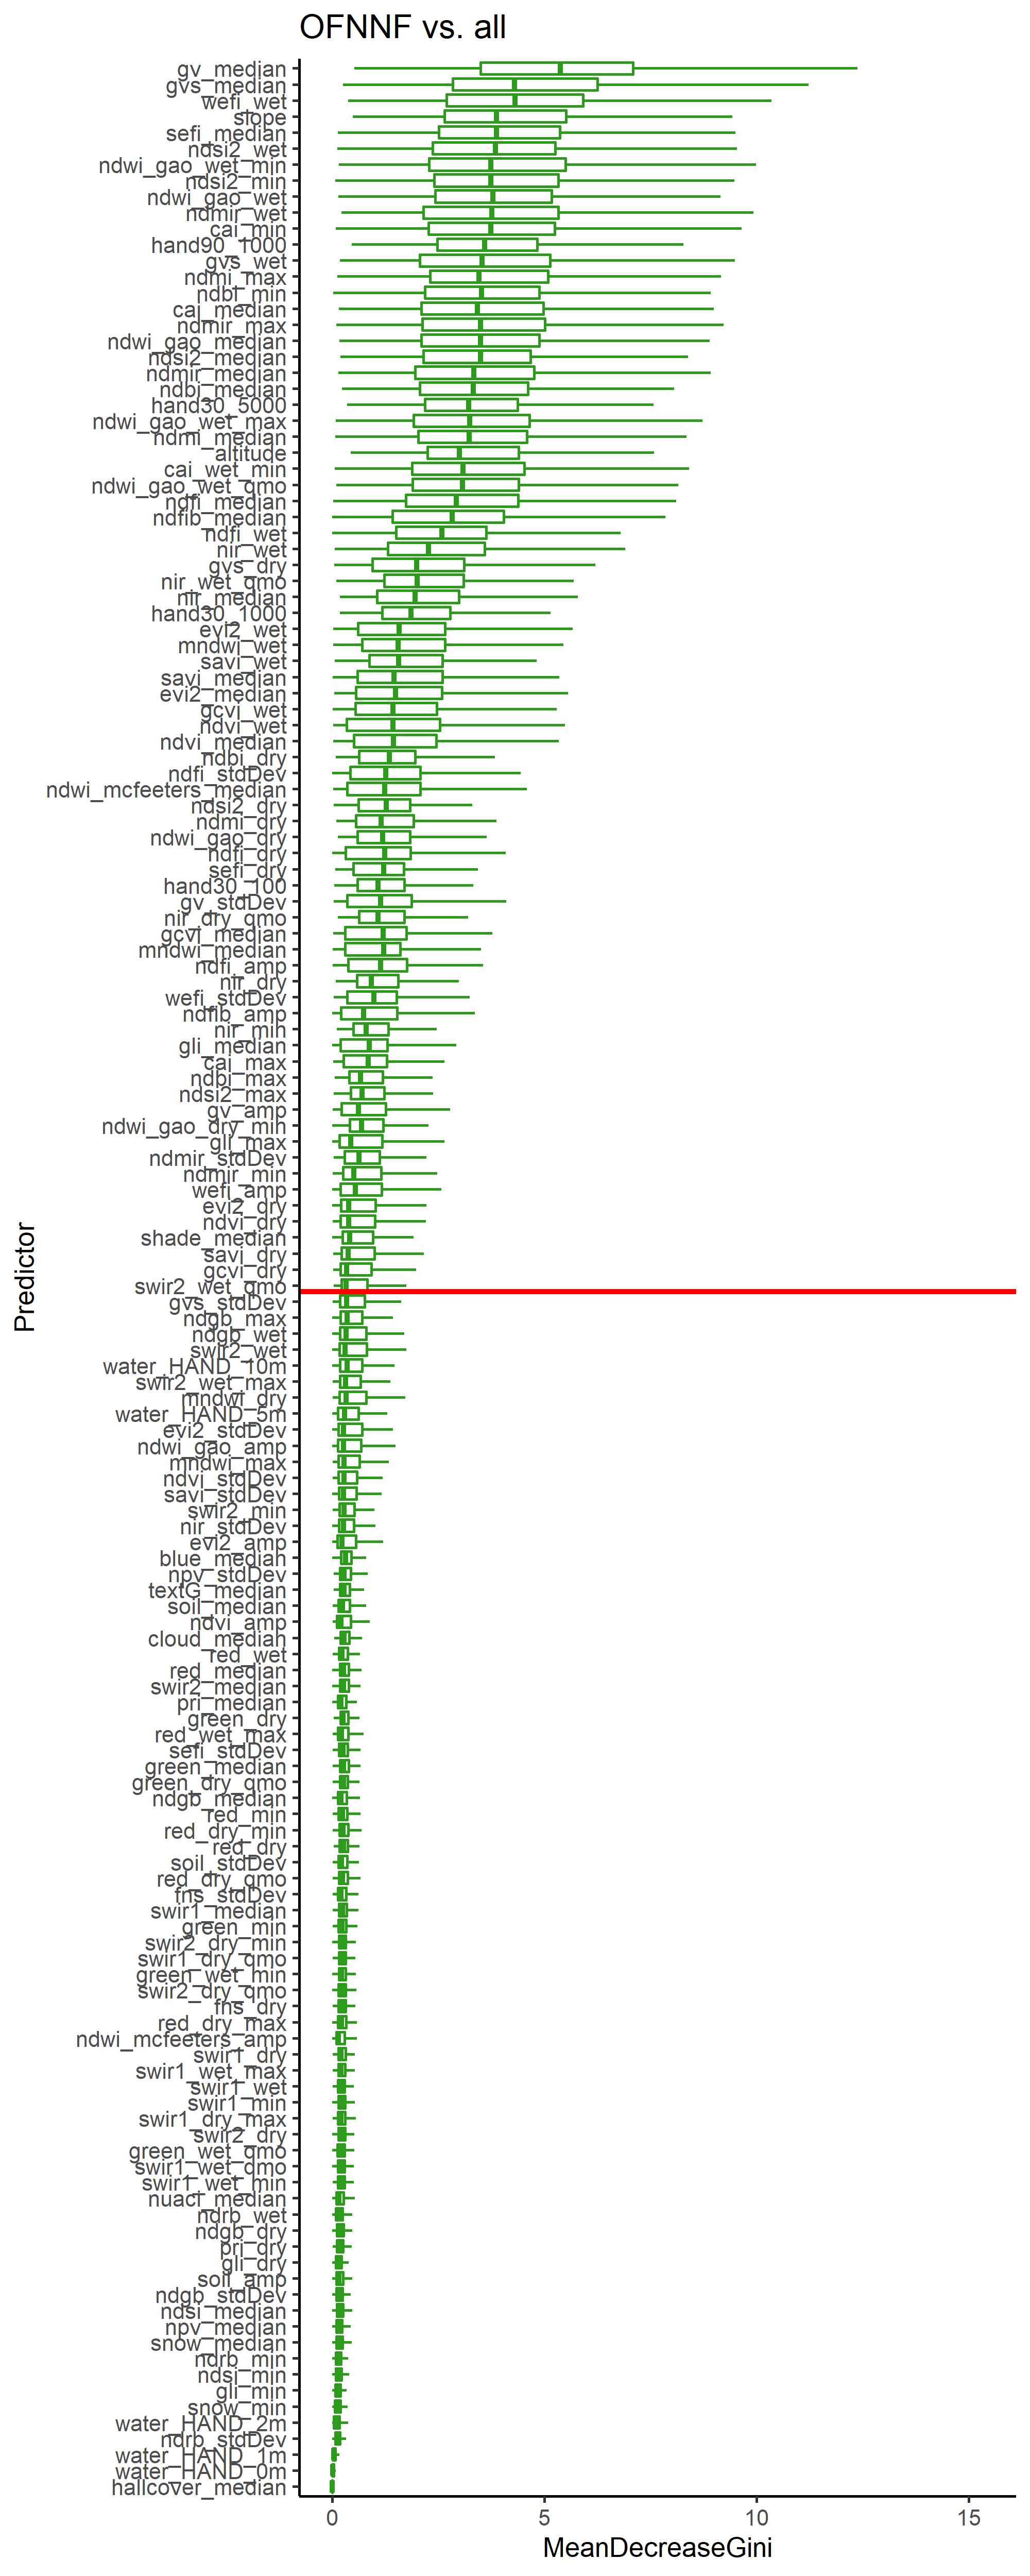 OFNNF vs. all
gv_median
gvs_median
wefi_wet
slope
sefi_median
ndsi2_wet
ndwi_gao_wet_min
ndsi2_min
ndwi_gao_wet
ndmir_wet
cai_min
hand90_1000
gvs_wet
ndmi_max
ndbi_min
cai_median
ndmir_max
ndwi_gao_median
ndsi2_median
ndmir_median
ndbi_median
hand30_5000
ndwi_gao_wet_max
ndmi_median
altitude
cai_wet_min
ndwi_gao_wet_qmo
ndfi_median
ndfib_median
ndfi_wet
nir_wet
gvs_dry
nir_wet_qmo
nir_median
hand30_1000
evi2_wet
mndwi_wet
savi_wet
savi_median
evi2_median
gcvi_wet
ndvi_wet
ndvi_median
ndbi_dry
ndfi_stdDev
ndwi_mcfeeters_median
ndsi2_dry
ndmi_dry
ndwi_gao_dry
ndfi_dry
sefi_dry
hand30_100
gv_stdDev
nir_dry_qmo
gcvi_median
mndwi_median
ndfi_amp
nir_dry
wefi_stdDev
ndfib_amp
nir_min
gli_median
cai_max
ndbi_max
ndsi2_max
gv_amp
ndwi_gao_dry_min
gli_max
ndmir_stdDev
ndmir_min
wefi_amp
evi2_dry
ndvi_dry
shade_median
savi_dry
gcvi_dry
swir2_wet_qmo
gvs_stdDev
ndgb_max
ndgb_wet
swir2_wet
water_HAND_10m
swir2_wet_max
mndwi_dry
water_HAND_5m
evi2_stdDev
ndwi_gao_amp
mndwi_max
ndvi_stdDev
savi_stdDev
swir2_min
nir_stdDev
evi2_amp
blue_median
npv_stdDev
textG_median
soil_median
ndvi_amp
cloud_median
red_wet
red_median
swir2_median
pri_median
green_dry
red_wet_max
sefi_stdDev
green_median
green_dry_qmo
ndgb_median
red_min
red_dry_min
red_dry
soil_stdDev
red_dry_qmo
fns_stdDev
swir1_median
green_min
swir2_dry_min
swir1_dry_qmo
green_wet_min
swir2_dry_qmo
fns_dry
red_dry_max
ndwi_mcfeeters_amp
swir1_dry
swir1_wet_max
swir1_wet
swir1_min
swir1_dry_max
swir2_dry
green_wet_qmo
swir1_wet_qmo
swir1_wet_min
nuaci_median
ndrb_wet
ndgb_dry
pri_dry
gli_dry
soil_amp
ndgb_stdDev
ndsi_median
npv_median
snow_median
ndrb_min
ndsi_min
gli_min
snow_min
water_HAND_2m
ndrb_stdDev
water_HAND_1m
water_HAND_0m
hallcover_median
Predictor
0 5 10 15
MeanDecreaseGini